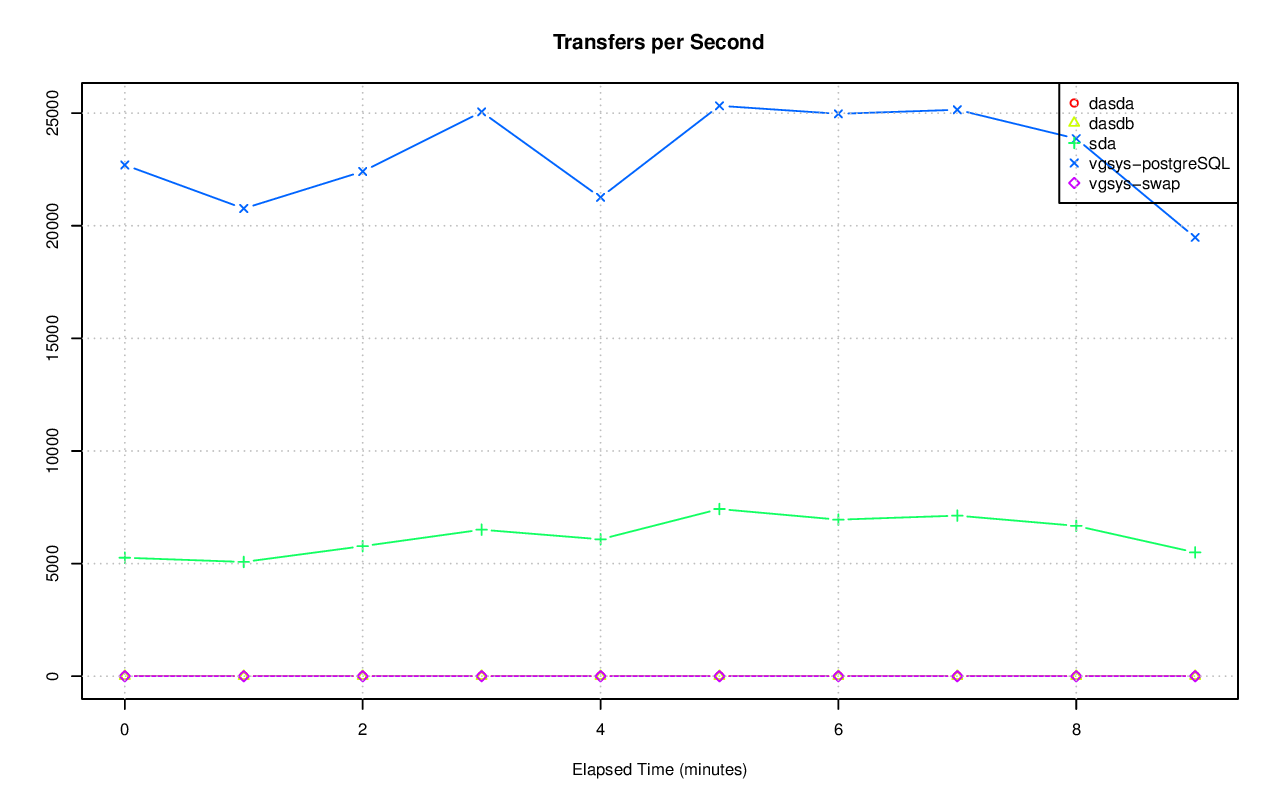 Transfers per Second
25000
20000
15000
10000
5000
0
dasda
dasdb
sda
vgsys−postgreSQL
vgsys−swap
0 2 4 6 8
Elapsed Time (minutes)